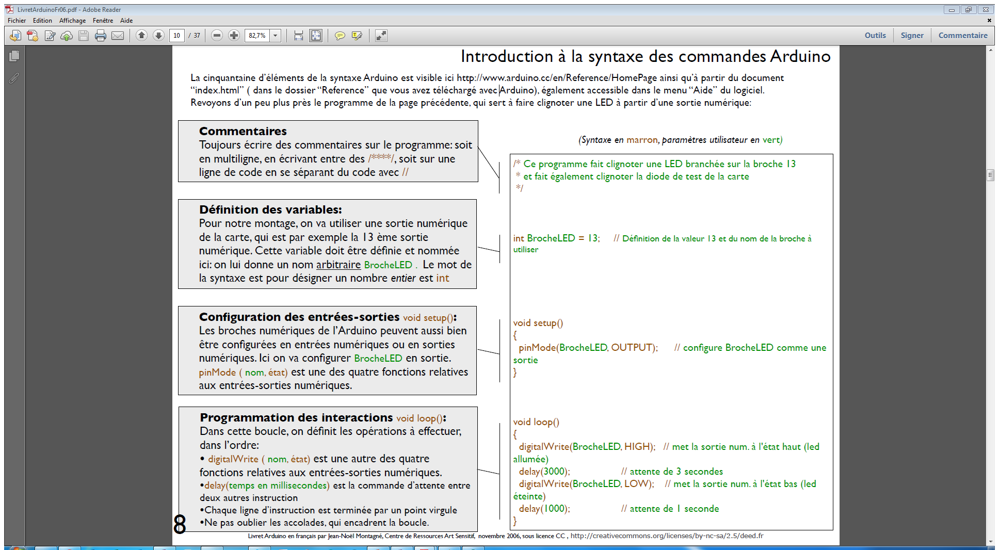 LivretArduinoFr06.pdf - Adobe Reader
Fichier Edition Affichage Fenêtre Aide
10 / 37 82,7% Outils Signer Commentaire
Introduction à la syntaxe des commandes Arduino
La cinquantaine d'éléments de la syntaxe Arduino est visible ici http://www.arduino.cc/en/Reference/HomePage ainsi qu'à partir du document
“index.html” ( dans le dossier “Reference” que vous avez téléchargé avec Arduino), également accessible dans le menu “Aide” du logiciel.
Revoyons d'un peu plus près le programme de la page précédente, qui sert à faire clignoter une LED à partir d'une sortie numérique:
Commentaires
Toujours écrire des commentaires sur le programme: soit
en multiligne, en écrivant entre des /****/, soit sur une
ligne de code en se séparant du code avec //
Définition des variables:
Pour notre montage, on va utiliser une sortie numérique
de la carte, qui est par exemple la 13 ème sortie
numérique. Cette variable doit être définie et nommée
ici: on lui donne un nom arbitraire BrocheLED . Le mot de
la syntaxe est pour désigner un nombre entier est int
Configuration des entrées-sorties void setup():
Les broches numériques de l'Arduino peuvent aussi bien
être configurées en entrées numériques ou en sorties
numériques. Ici on va configurer BrocheLED en sortie.
pinMode ( nom, état) est une des quatre fonctions relatives
aux entrées-sorties numériques.
Programmation des interactions void loop():
Dans cette boucle, on définit les opérations à effectuer,
dans l'ordre:
• digitalWrite ( nom, état) est une autre des quatre
fonctions relatives aux entrées-sorties numériques.
•delay(temps en millisecondes) est la commande d'attente entre
deux autres instruction
•Chaque ligne d'instruction est terminée par un point virgule
•Ne pas oublier les accolades, qui encadrent la boucle.
(Syntaxe en marron, paramètres utilisateur en vert)
/* Ce programme fait clignoter une LED branchée sur la broche 13
* et fait également clignoter la diode de test de la carte
*/
int BrocheLED = 13; // Définition de la valeur 13 et du nom de la broche à
utiliser
void setup()
{
pinMode(BrocheLED, OUTPUT); // configure BrocheLED comme une
sortie
}
void loop()
{
digitalWrite(BrocheLED, HIGH); // met la sortie num. à l'état haut (led
allumée)
delay(3000); // attente de 3 secondes
digitalWrite(BrocheLED, LOW); // met la sortie num. à l'état bas (led
éteinte)
delay(1000); // attente de 1 seconde
}
8
Livret Arduino en français par Jean-Noël Montagné, Centre de Ressources Art Sensitif, novembre 2006, sous licence CC , http://creativecommons.org/licenses/by-nc-sa/2.5/deed.fr